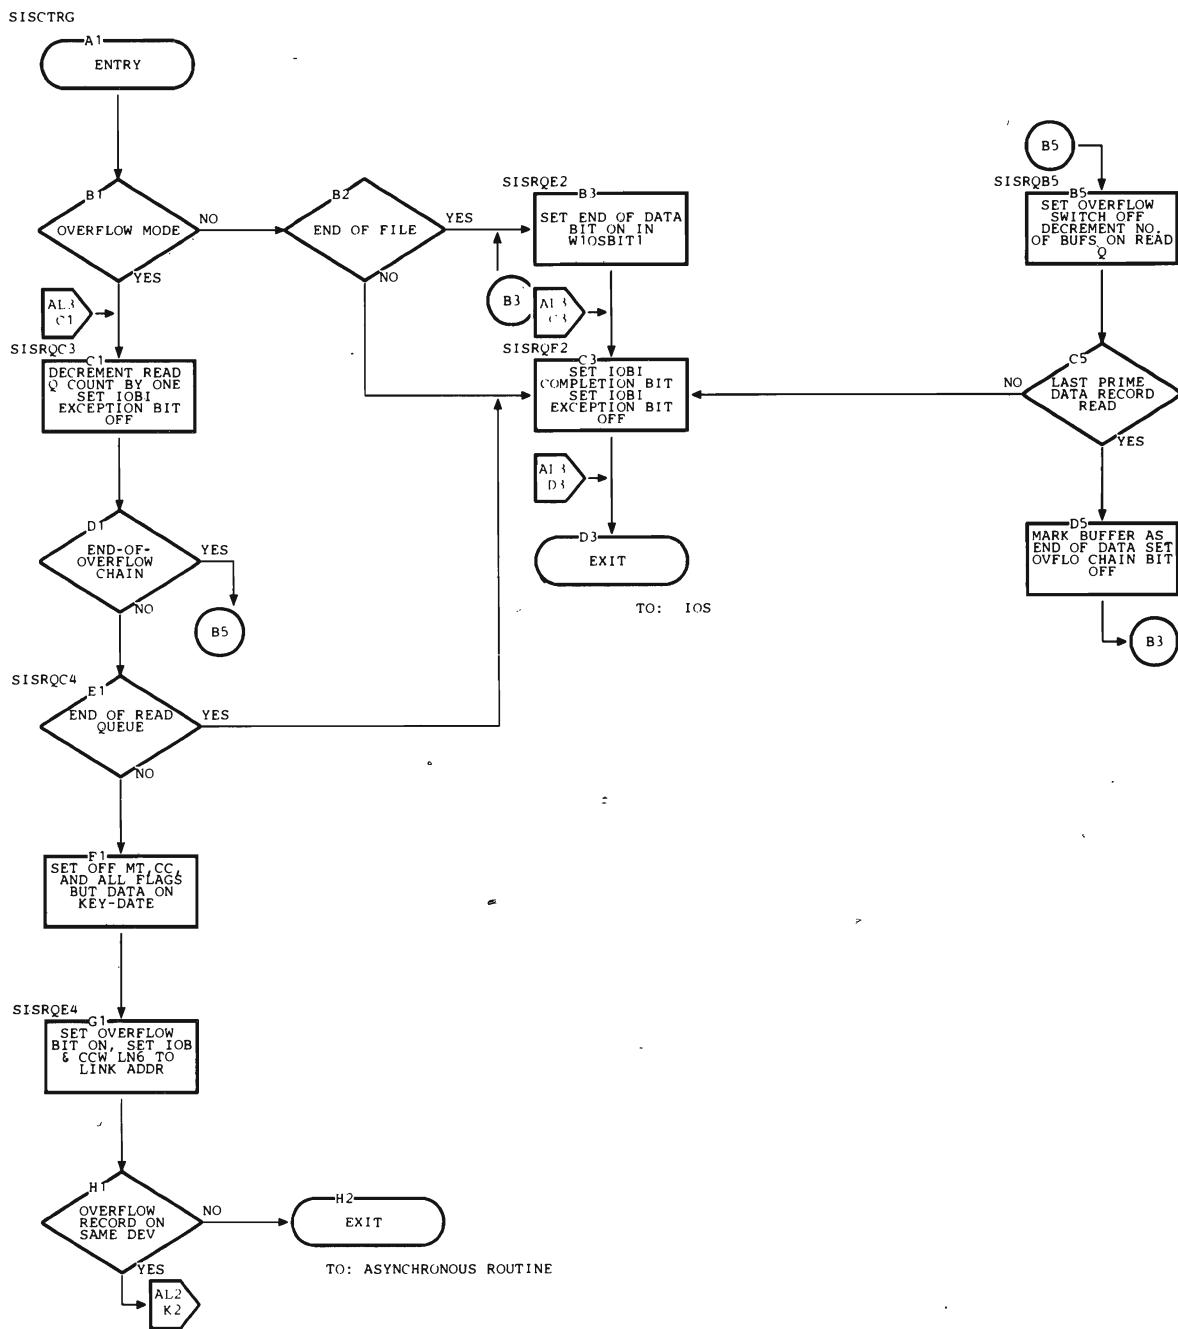 SISCTRG
A1
ENTRY
B1
OVERFLOW MODE
NO
YES
B2
END OF FILE
YES
NO
SISRQE2
B3
SET END OF DATA
BIT ON IN
W1OSBIT1
B3
B5
SISRQB5
B5
SET OVERFLOW
SWITCH OFF
DECREMENT NO.
OF BUFS ON READ
Q
AL3
C1
SISRQC3
C1
DECREMENT READ
Q COUNT BY ONE
SET IOBI
EXCEPTION BIT
OFF
AL3
C3
SISRQF2
C3
SET IOBI
COMPLETION BIT
SET IOBI
EXCEPTION BIT
OFF
NO
C5
LAST PRIME
DATA RECORD
READ
YES
D1
END-OF-
OVERFLOW
CHAIN
YES
NO
B5
AL3
D3
D3
EXIT
TO: IOS
D5
MARK BUFFER AS
END OF DATA SET
OVFLO CHAIN BIT
OFF
B3
SISRQC4
E1
END OF READ
QUEUE
YES
NO
F1
SET OFF MT,CC,
AND ALL FLAGS
BUT DATA ON
KEY-DATE
SISRQE4
G1
SET OVERFLOW
BIT ON, SET IOB
& CCW LN6 TO
LINK ADDR
H1
OVERFLOW
RECORD ON
SAME DEV
NO
YES
H2
EXIT
TO: ASYNCHRONOUS ROUTINE
AL2
K2